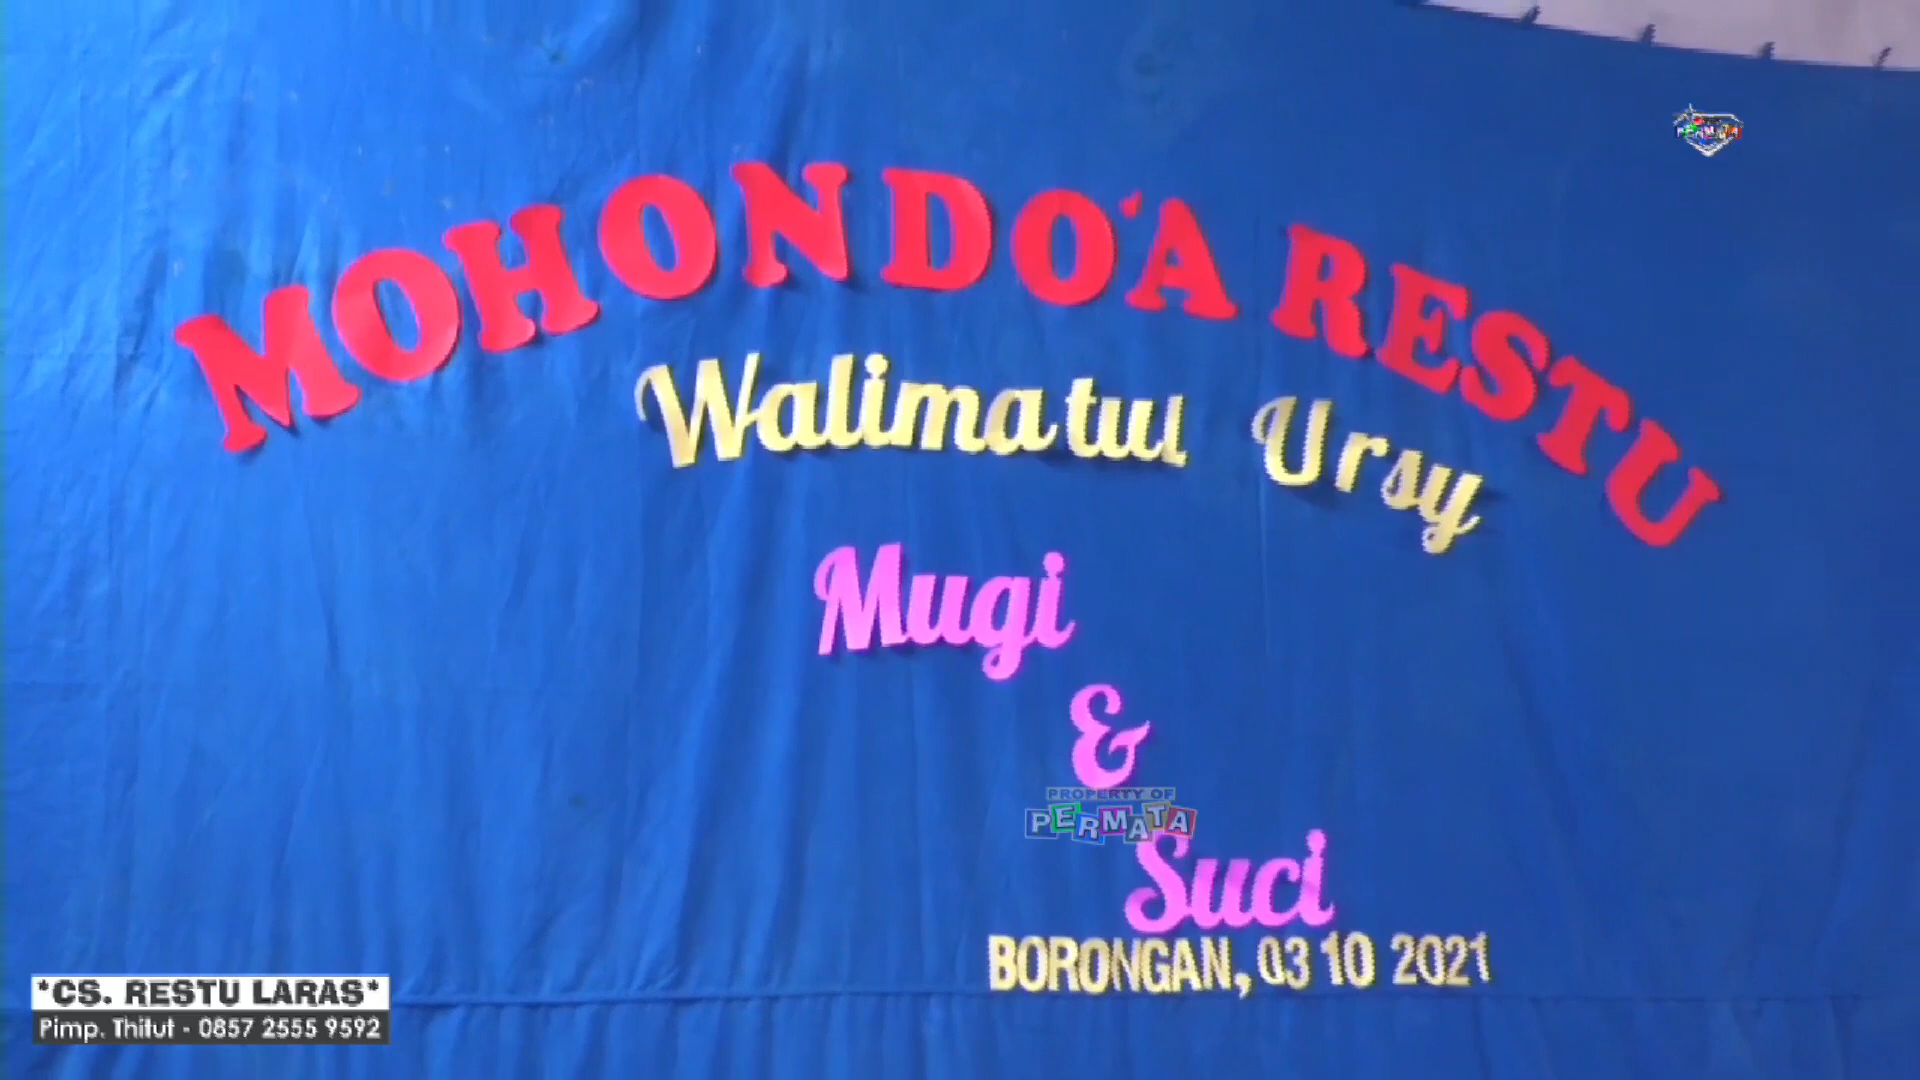 PERMATA
MOHON DO'A RESTU
Walimatul Ursy
Mugi
&
PROPERTY OF
PERMATA
Suci
BORONGAN, 03 10 2021
*CS. RESTU LARAS*
Pimp. Thitut - 0857 2555 9592